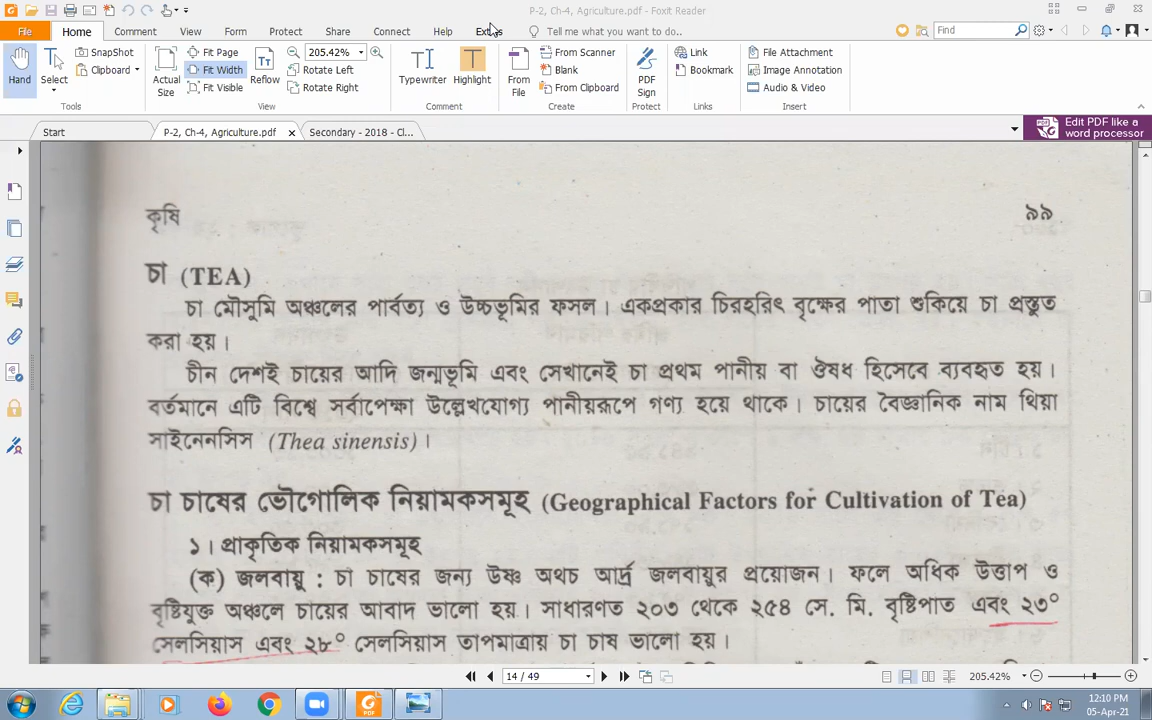 P-2, Ch-4, Agriculture.pdf - Foxit Reader
File Home Comment View Form Protect Share Connect Help Extras Tell me what you want to do.. Find
Hand Select SnapShot Clipboard Actual Size Fit Page Fit Width Fit Visible Reflow 205.42% Rotate Left Rotate Right Typewriter Highlight From File From Scanner Blank From Clipboard PDF Sign Link Bookmark File Attachment Image Annotation Audio & Video
Tools View Comment Create Protect Links Insert
Start P-2, Ch-4, Agriculture.pdf Secondary - 2018 - Cl... Edit PDF like a word processor
কৃষি ৯৯
চা (TEA)
চা মৌসুমি অঞ্চলের পার্বত্য ও উচ্চভূমির ফসল। একপ্রকার চিরহরিৎ বৃক্ষের পাতা শুকিয়ে চা প্রস্তুত
করা হয়।
চীন দেশই চায়ের আদি জন্মভূমি এবং সেখানেই চা প্রথম পানীয় বা ঔষধ হিসেবে ব্যবহৃত হয়।
বর্তমানে এটি বিশ্বে সর্বাপেক্ষা উল্লেখযোগ্য পানীয়রূপে গণ্য হয়ে থাকে। চায়ের বৈজ্ঞানিক নাম থিয়া
সাইনেনসিস (Thea sinensis)।
চা চাষের ভৌগোলিক নিয়ামকসমূহ (Geographical Factors for Cultivation of Tea)
১। প্রাকৃতিক নিয়ামকসমূহ
(ক) জলবায়ু : চা চাষের জন্য উষ্ণ অথচ আর্দ্র জলবায়ুর প্রয়োজন। ফলে অধিক উত্তাপ ও
বৃষ্টিযুক্ত অঞ্চলে চায়ের আবাদ ভালো হয়। সাধারণত ২০৩ থেকে ২৫৪ সে. মি. বৃষ্টিপাত এবং ২৩°
সেলসিয়াস এবং ২৮° সেলসিয়াস তাপমাত্রায় চা চাষ ভালো হয়।
14 / 49 205.42%
12:10 PM
05-Apr-21